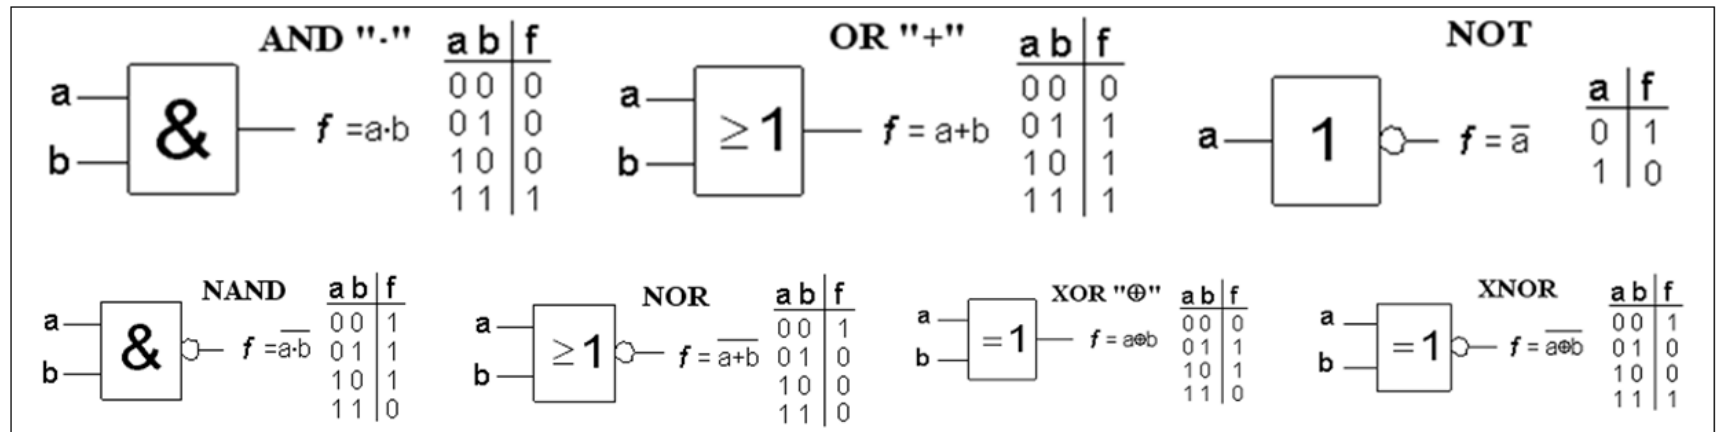 AND "·"
a b f
0 0 0
0 1 0
1 0 0
1 1 1
a
b
&
f =a·b
OR "+"
a b f
0 0 0
0 1 1
1 0 1
1 1 1
a
b
≥1
f = a+b
NOT
a f
0 1
1 0
a
1
f = a̅
NAND
a b f
0 0 1
0 1 1
1 0 1
1 1 0
a
b
&
f =a̅·̅b̅
NOR
a b f
0 0 1
0 1 0
1 0 0
1 1 0
a
b
≥1
f = a̅+̅b̅
XOR "⊕"
a b f
0 0 0
0 1 1
1 0 1
1 1 0
a
b
=1
f = a⊕b
XNOR
a b f
0 0 1
0 1 0
1 0 0
1 1 1
a
b
=1
f = a̅⊕̅b̅